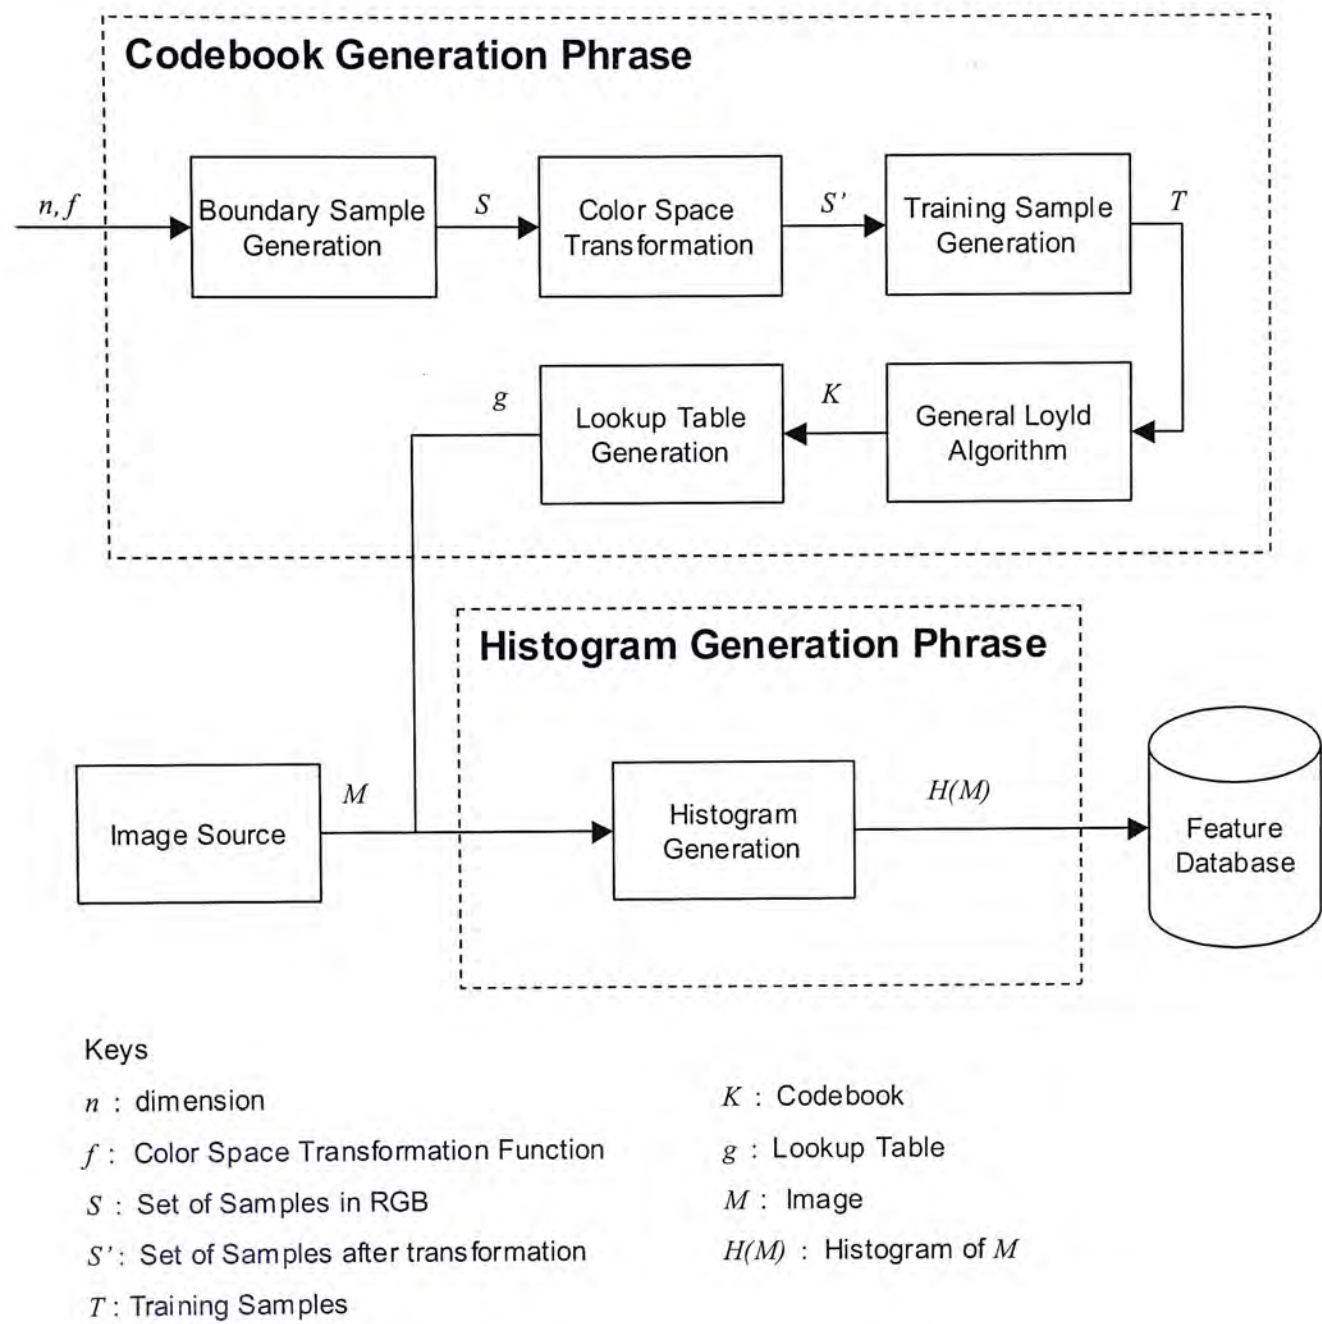 Codebook Generation Phrase
n, f
Boundary Sample
Generation
S
Color Space
Transformation
S’
Training Sample
Generation
T
g
Lookup Table
Generation
K
General Loyld
Algorithm
Histogram Generation Phrase
Image Source
M
Histogram
Generation
H(M)
Feature
Database
Keys
n : dimension
f : Color Space Transformation Function
S : Set of Samples in RGB
S’ : Set of Samples after transformation
T : Training Samples
K : Codebook
g : Lookup Table
M : Image
H(M) : Histogram of M